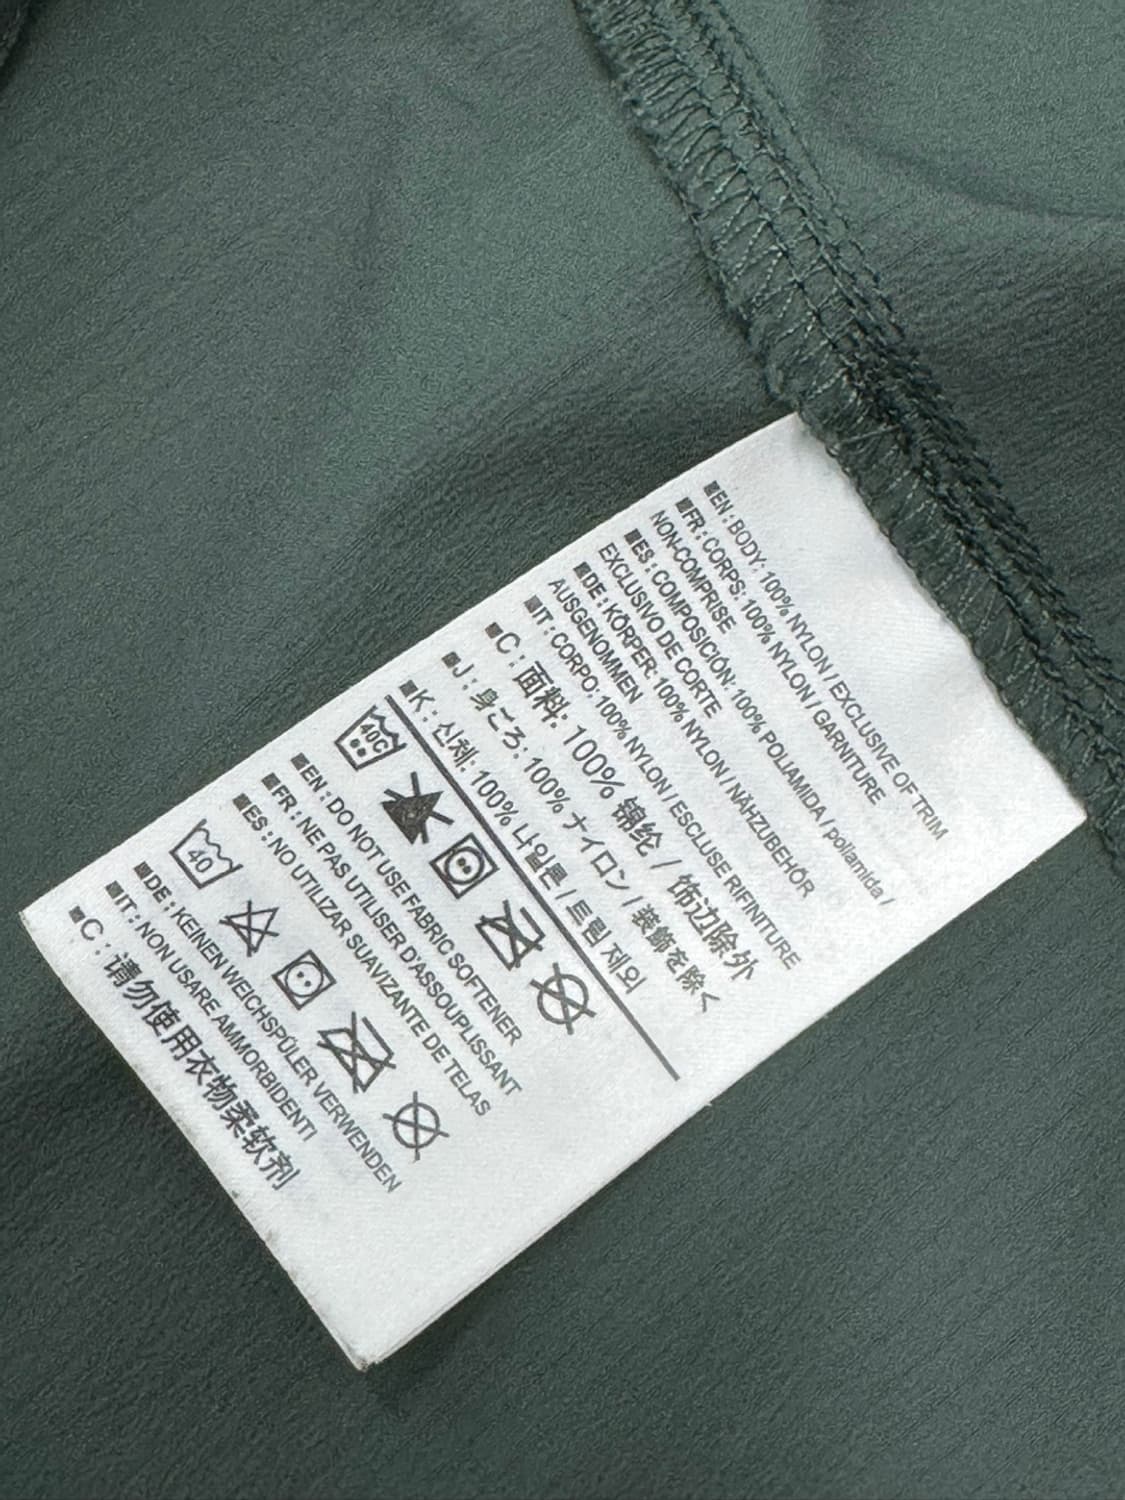 EN: BODY: 100% NYLON / EXCLUSIVE OF TRIM
FR: CORPS: 100% NYLON / GARNITURE
NON-COMPRISE
ES: COMPOSICIÓN: 100% POLIAMIDA / poliamida /
EXCLUSIVO DE CORTE
DE: KÖRPER: 100% NYLON / NÄHZUBEHÖR
AUSGENOMMEN
IT: CORPO: 100% NYLON / ESCLUSE RIFINITURE
C: 面料: 100% 锦纶 / 饰边除外
J: 身ごろ: 100% ナイロン / 装飾を除く
K: 신체: 100% 나일론 / 트림 제외
40C
EN: DO NOT USE FABRIC SOFTENER
FR: NE PAS UTILISER D'ASSOUPLISSANT
ES: NO UTILIZAR SUAVIZANTE DE TELAS
40
DE: KEINEN WEICHSPÜLER VERWENDEN
IT: NON USARE AMMORBIDENTI
C: 请勿使用衣物柔软剂